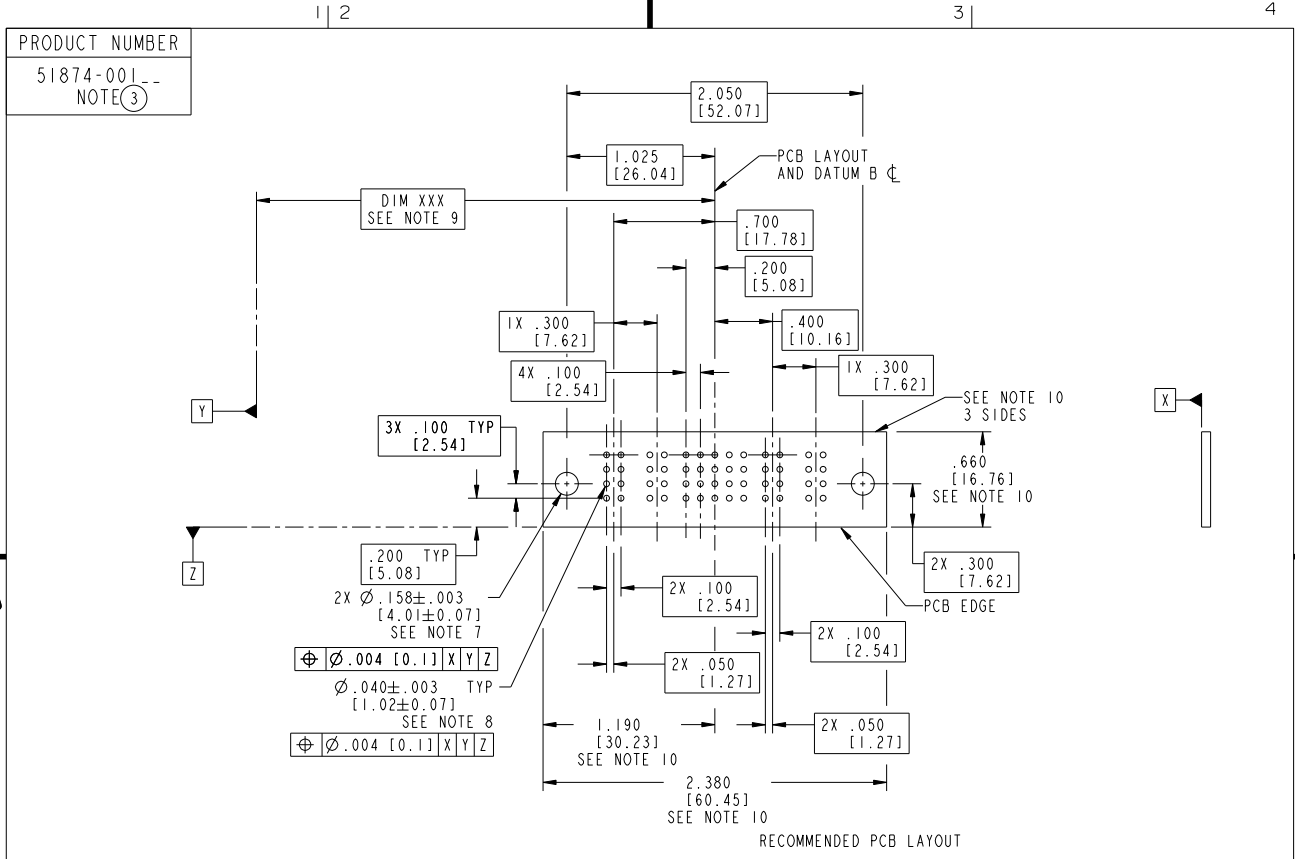 1 2 3 4
PRODUCT NUMBER
51874-001__
NOTE 3
2.050
[52.07]
1.025
[26.04]
PCB LAYOUT
AND DATUM B ℄
DIM XXX
SEE NOTE 9
.700
[17.78]
.200
[5.08]
1X .300
[7.62]
.400
[10.16]
4X .100
[2.54]
1X .300
[7.62]
SEE NOTE 10
3 SIDES
Y
X
3X .100 TYP
[2.54]
.660
[16.76]
SEE NOTE 10
Z
.200 TYP
[5.08]
2X .300
[7.62]
PCB EDGE
2X Ø.158±.003
[4.01±0.07]
SEE NOTE 7
⌖ Ø.004 [0.1] X Y Z
2X .100
[2.54]
2X .100
[2.54]
Ø.040±.003 TYP
[1.02±0.07]
SEE NOTE 8
⌖ Ø.004 [0.1] X Y Z
2X .050
[1.27]
2X .050
[1.27]
1.190
[30.23]
SEE NOTE 10
2.380
[60.45]
SEE NOTE 10
RECOMMENDED PCB LAYOUT